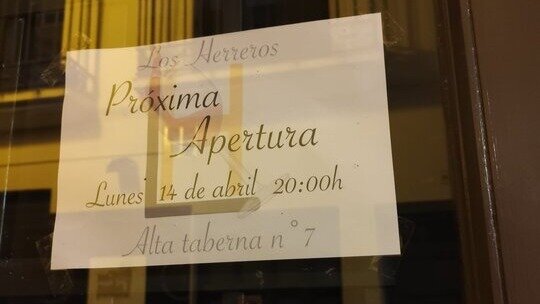 Los Herreros
Próxima
Apertura
Lunes 14 de abril 20:00h
Alta taberna n°7